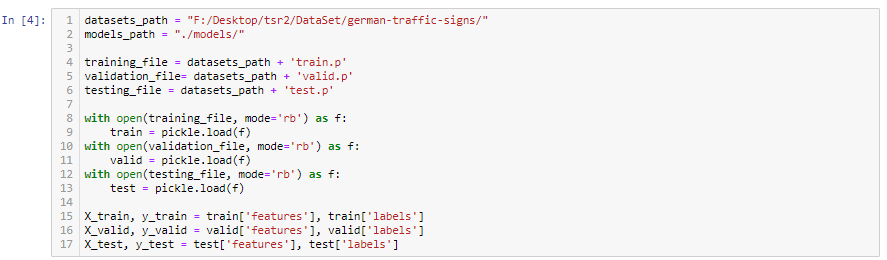 In [4]:
1 datasets_path = "F:/Desktop/tsr2/DataSet/german-traffic-signs/"
2 models_path = "./models/"
3
4 training_file = datasets_path + 'train.p'
5 validation_file= datasets_path + 'valid.p'
6 testing_file = datasets_path + 'test.p'
7
8 with open(training_file, mode='rb') as f:
9     train = pickle.load(f)
10 with open(validation_file, mode='rb') as f:
11     valid = pickle.load(f)
12 with open(testing_file, mode='rb') as f:
13     test = pickle.load(f)
14
15 X_train, y_train = train['features'], train['labels']
16 X_valid, y_valid = valid['features'], valid['labels']
17 X_test, y_test = test['features'], test['labels']